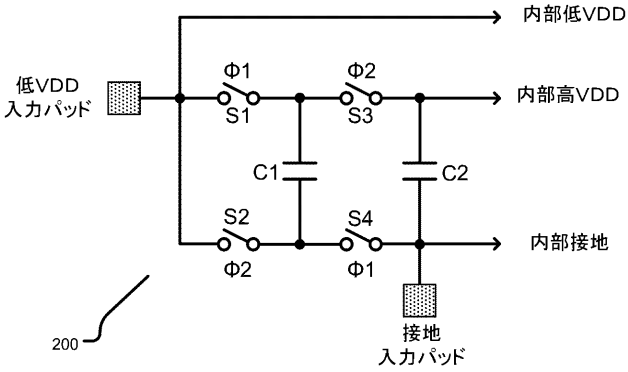 内部低VDD
Φ1
Φ2
低VDD
入力パッド
S1
S3
内部高VDD
C1
C2
S2
S4
Φ2
Φ1
内部接地
200
接地
入力パッド